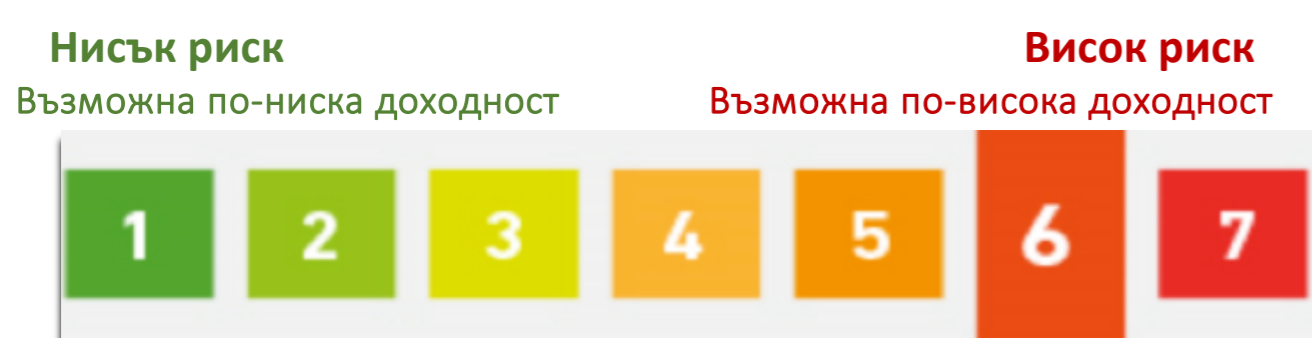 Нисък риск
Висок риск
Възможна по-ниска доходност
Възможна по-висока доходност
1 2 3 4 5 6 7